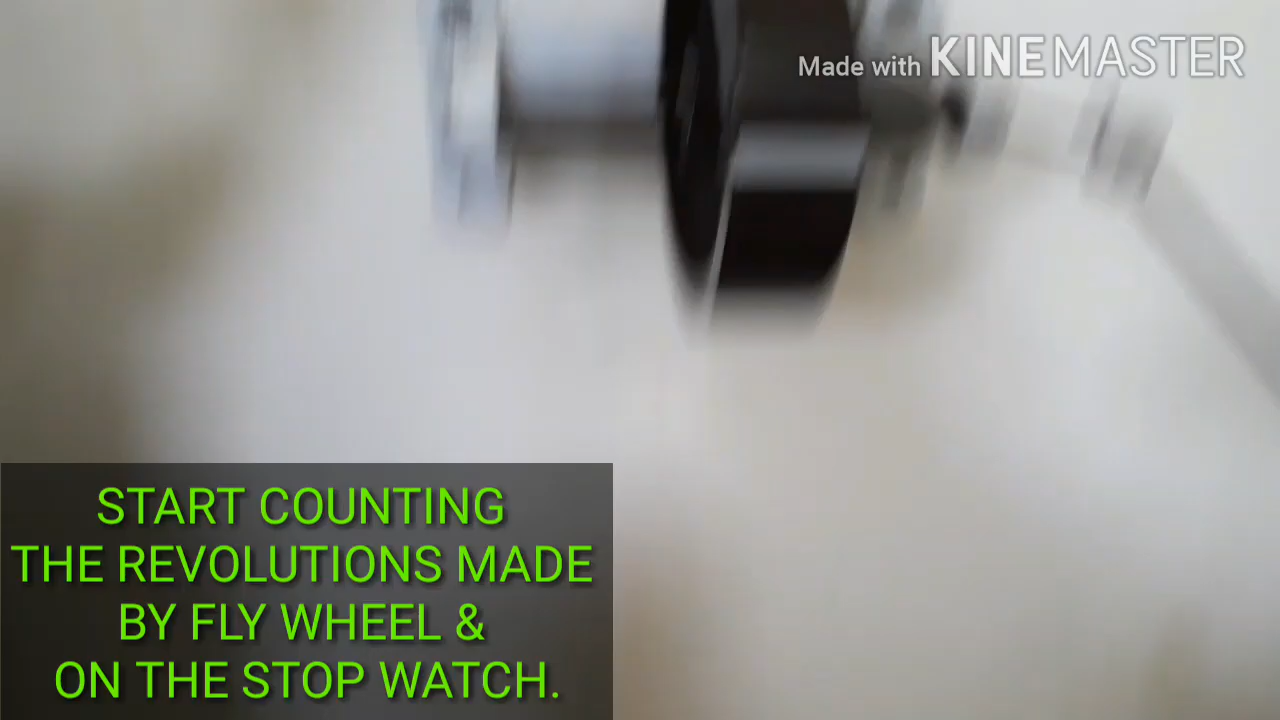 Made with KINEMASTER
START COUNTING
THE REVOLUTIONS MADE
BY FLY WHEEL &
ON THE STOP WATCH.